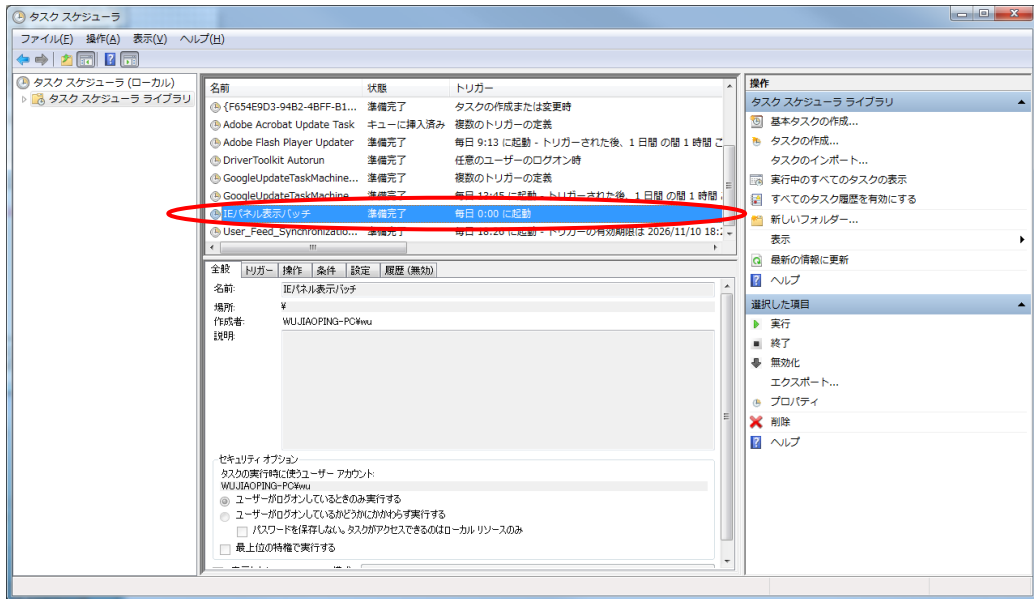 タスク スケジューラ
ファイル(F) 操作(A) 表示(V) ヘルプ(H)
タスク スケジューラ (ローカル)
タスク スケジューラ ライブラリ
名前 状態 トリガー
{F654E9D3-94B2-4BFF-B1... 準備完了 タスクの作成または変更時
Adobe Acrobat Update Task キューに挿入済み 複数のトリガーの定義
Adobe Flash Player Updater 準備完了 毎日 9:13 に起動 - トリガーされた後、1 日間 の間 1 時間 ご
DriverToolkit Autorun 準備完了 任意のユーザーのログオン時
GoogleUpdateTaskMachine... 準備完了 複数のトリガーの定義
GoogleUpdateTaskMachine... 準備完了 毎日 13:45 に起動 - トリガーされた後、1 日間 の間 1 時間
IEパネル表示バッチ 準備完了 毎日 0:00 に起動
User_Feed_Synchronizatio... 準備完了 毎日 18:26 に起動 - トリガーの有効期限は 2026/11/10 18:
全般 トリガー 操作 条件 設定 履歴 (無効)
名前: IEパネル表示バッチ
場所: ¥
作成者: WUJIAOPING-PC¥wu
説明:
セキュリティ オプション
タスクの実行時に使うユーザー アカウント:
WUJIAOPING-PC¥wu
ユーザーがログオンしているときのみ実行する
ユーザーがログオンしているかどうかにかかわらず実行する
パスワードを保存しない。タスクがアクセスできるのはローカル リソースのみ
最上位の特権で実行する
操作
タスク スケジューラ ライブラリ
基本タスクの作成...
タスクの作成...
タスクのインポート...
実行中のすべてのタスクの表示
すべてのタスク履歴を有効にする
新しいフォルダー...
表示
最新の情報に更新
ヘルプ
選択した項目
実行
終了
無効化
エクスポート...
プロパティ
削除
ヘルプ